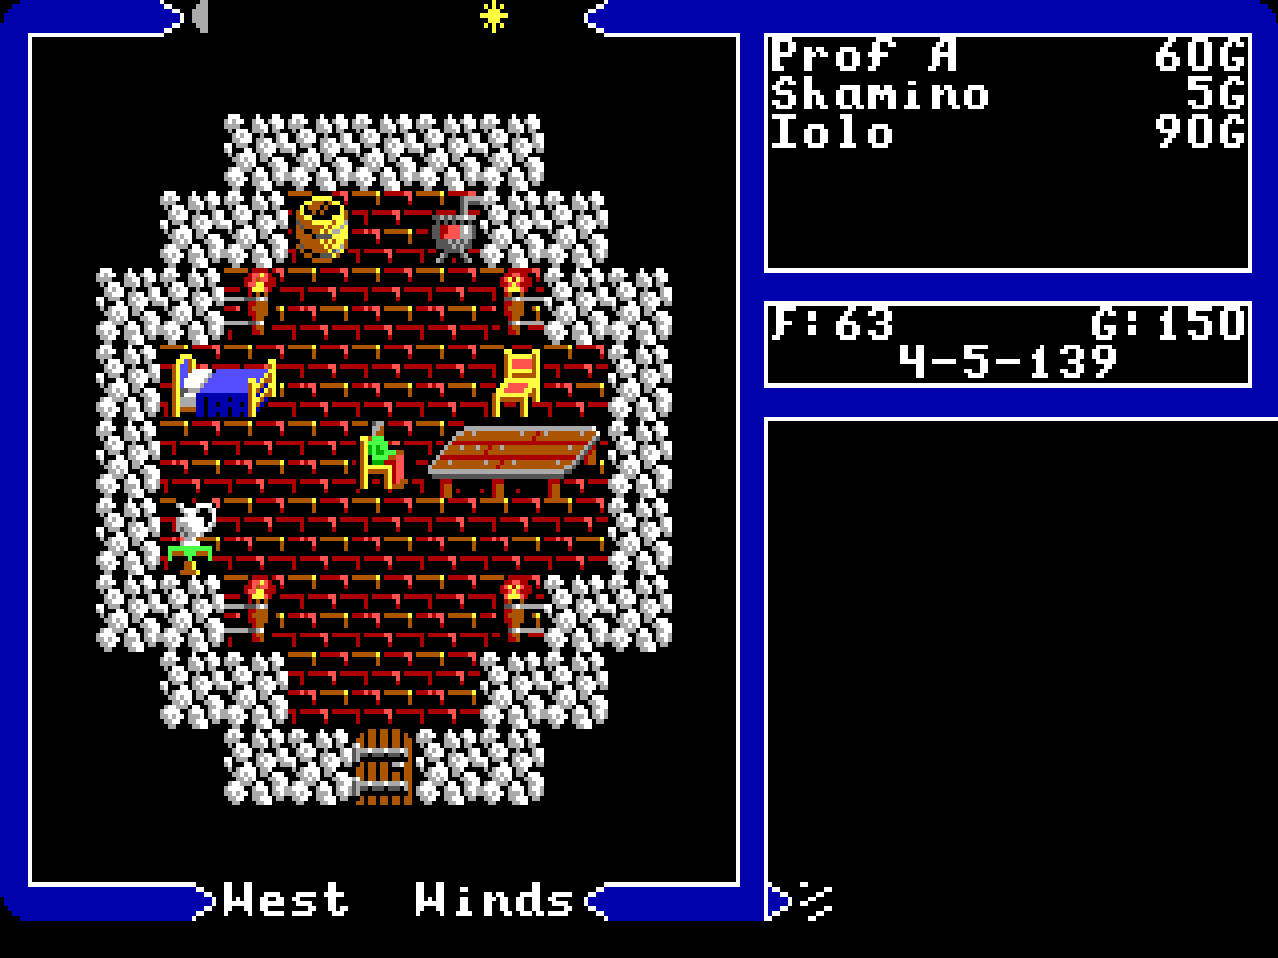 Prof A 60G
Shamino 5G
Iolo 90G
F:63 G:150
4-5-139
West Winds